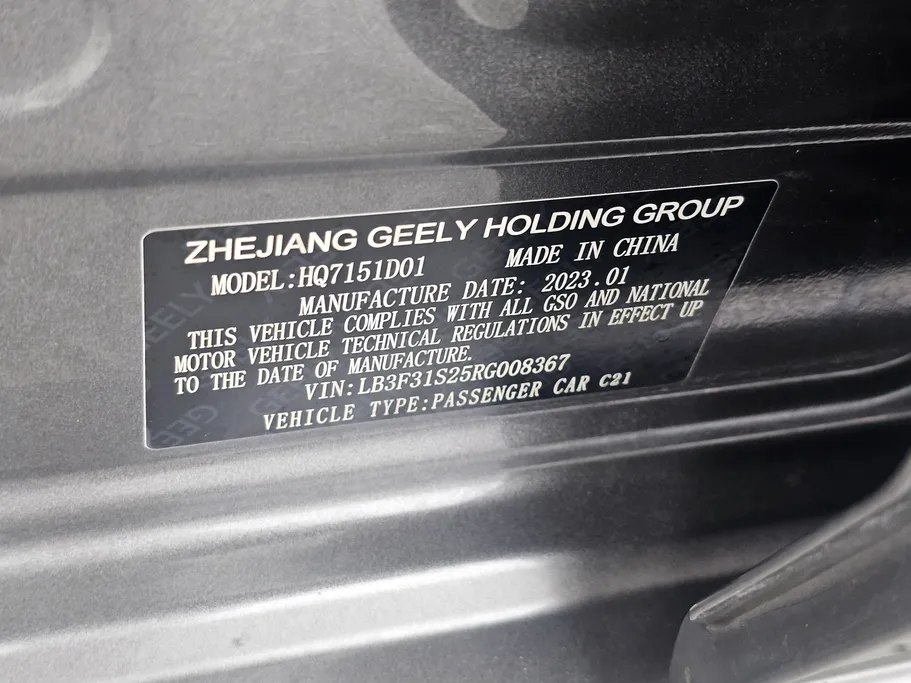 ZHEJIANG GEELY HOLDING GROUP
MODEL:HQ7151D01 MADE IN CHINA
MANUFACTURE DATE: 2023.01
THIS VEHICLE COMPLIES WITH ALL GSO AND NATIONAL
MOTOR VEHICLE TECHNICAL REGULATIONS IN EFFECT UP
TO THE DATE OF MANUFACTURE.
VIN:LB3F31S25RG008367
VEHICLE TYPE:PASSENGER CAR C21